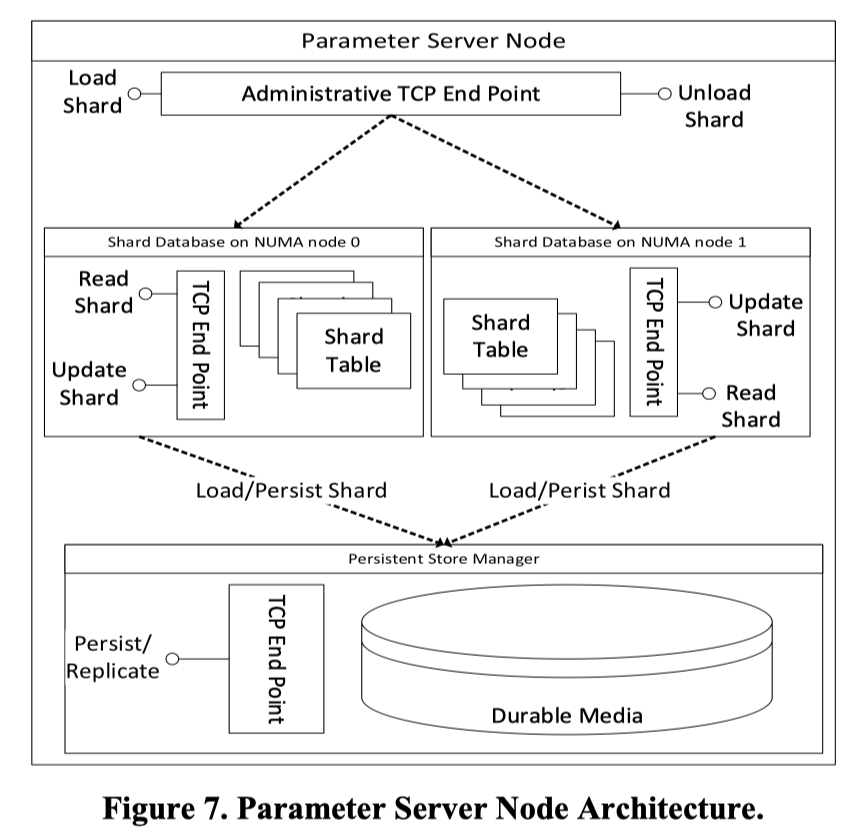 Parameter Server Node
Load
Shard
Administrative TCP End Point
Unload
Shard
Shard Database on NUMA node 0
Read
Shard
Update
Shard
TCP End Point
Shard
Table
Shard Database on NUMA node 1
Shard
Table
TCP End Point
Update
Shard
Read
Shard
Load/Persist Shard
Load/Perist Shard
Persistent Store Manager
Persist/
Replicate
TCP End Point
Durable Media
Figure 7. Parameter Server Node Architecture.